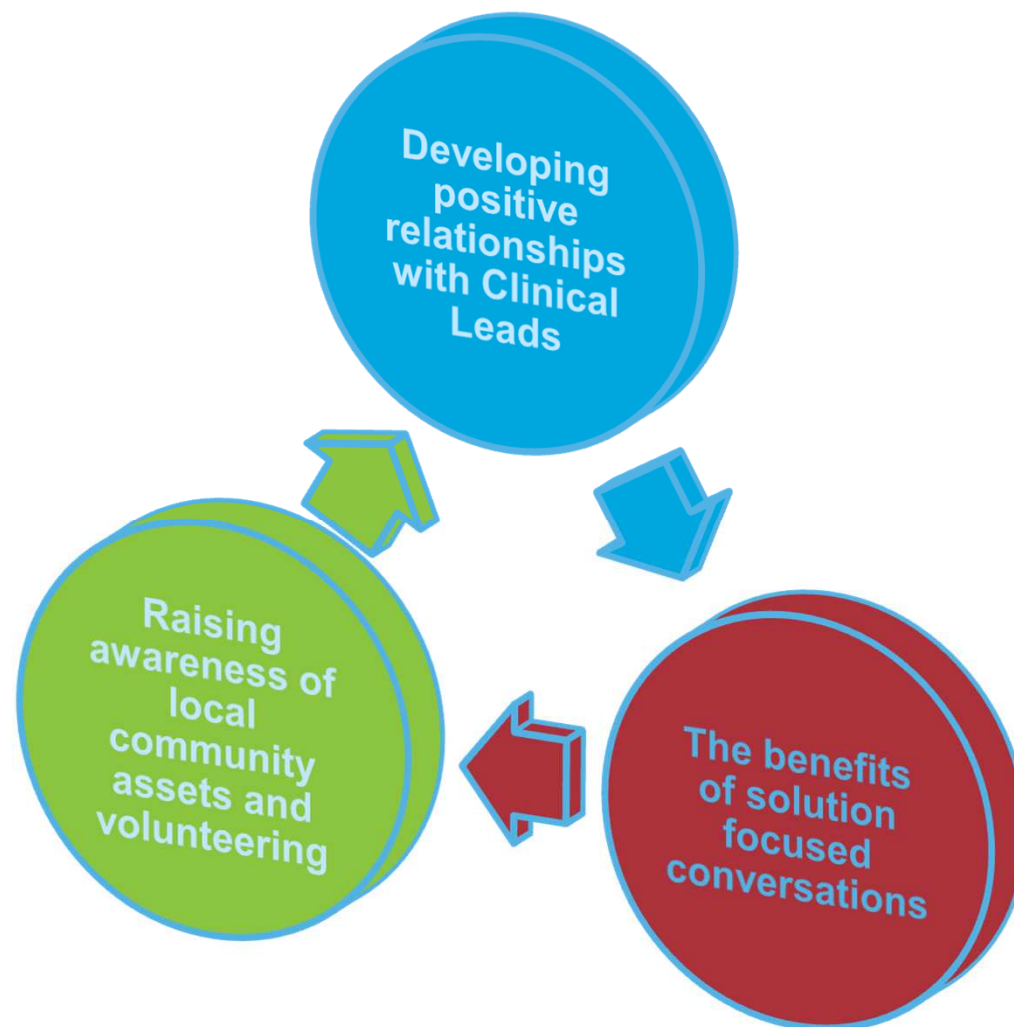 Developing
positive
relationships
with Clinical
Leads
The benefits
of solution
focused
conversations
Raising
awareness of
local
community
assets and
volunteering